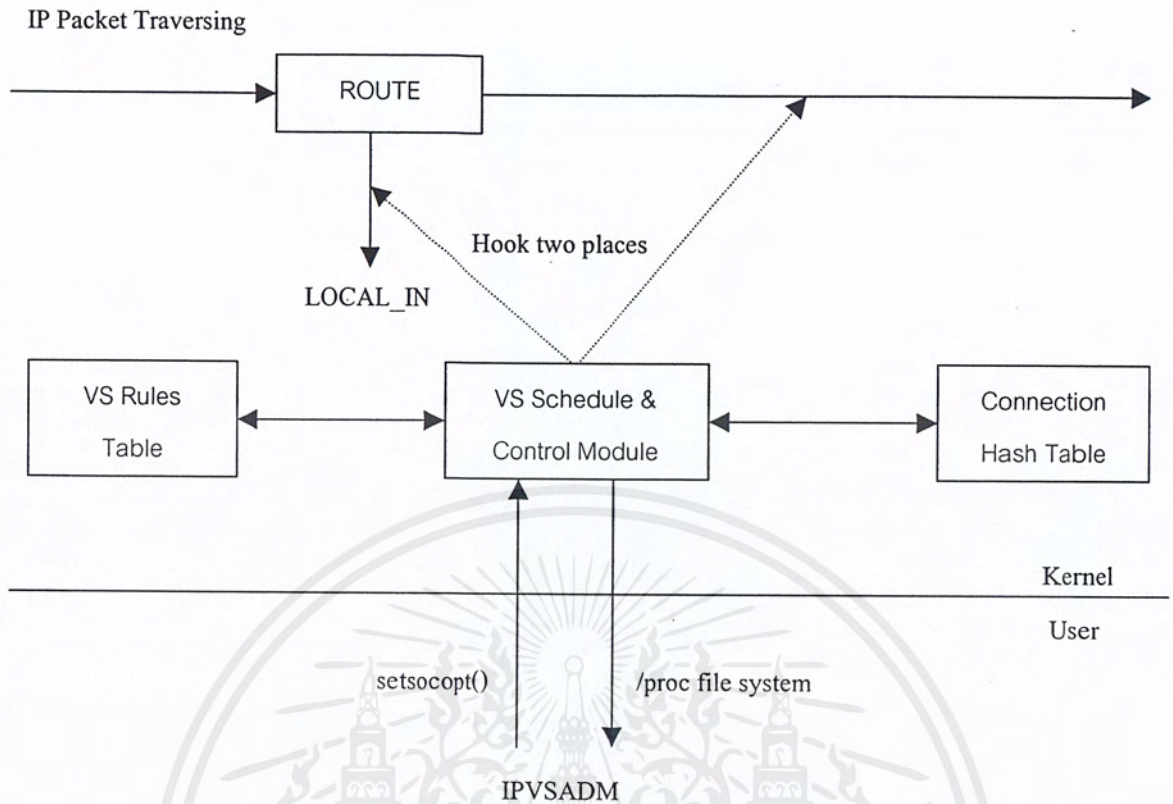 IP Packet Traversing
ROUTE
Hook two places
LOCAL_IN
VS Rules
Table
VS Schedule &
Control Module
Connection
Hash Table
Kernel
User
setsocopt()
/proc file system
IPVSADM